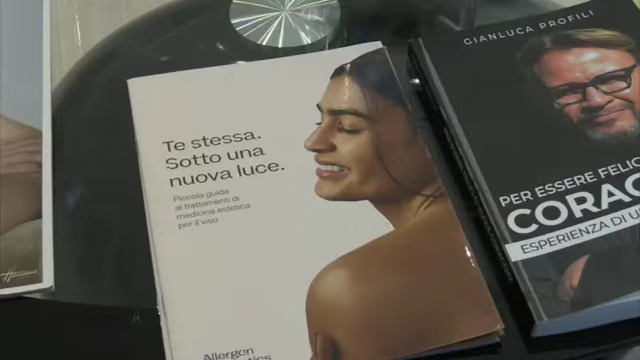 Te stessa.
Sotto una
nuova luce.
Piccola guida
ai trattamenti di
medicina estetica
per il viso
Allergan
GIANLUCA PROFILI
PER ESSERE FELIC
CORAG
ESPERIENZA DI U